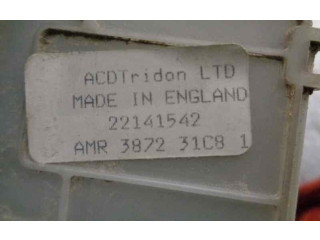 ACDTridon LTD
MADE IN ENGLAND
22141542
AMR 3872 31C8 1